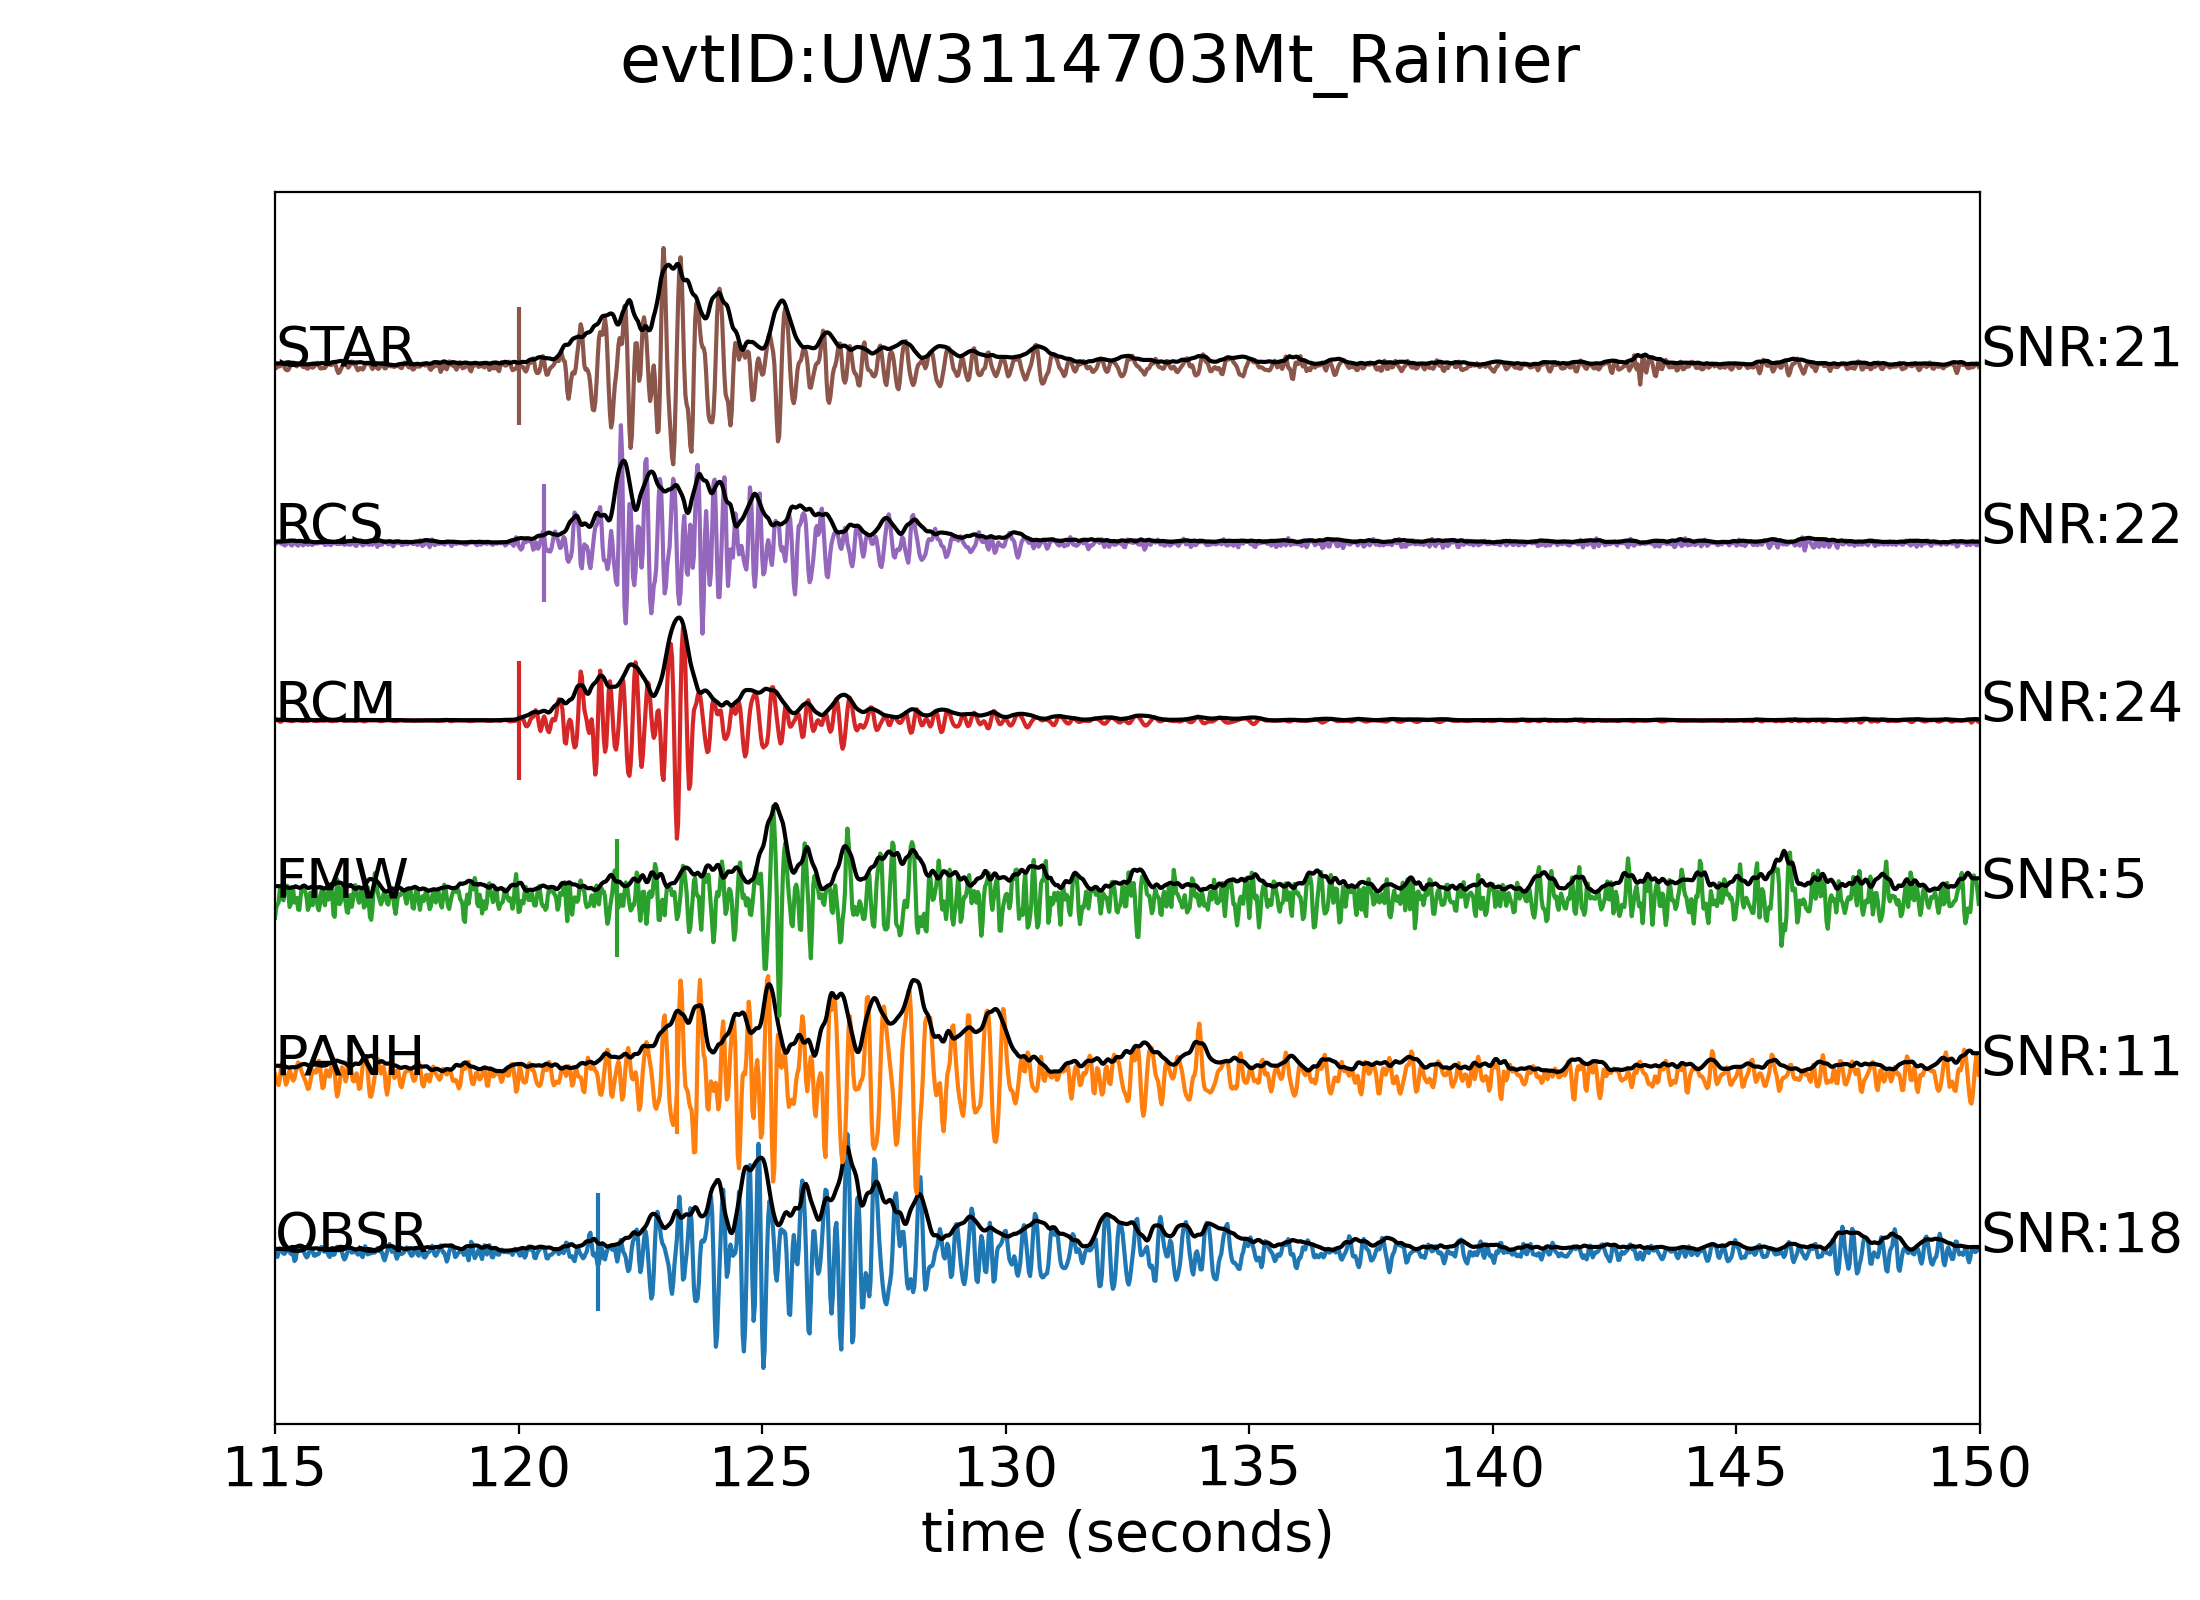 evtID:UW3114703Mt_Rainier
STAR SNR:21
RCS SNR:22
RCM SNR:24
FMW SNR:5
PANH SNR:11
OBSR SNR:18
115 120 125 130 135 140 145 150
time (seconds)